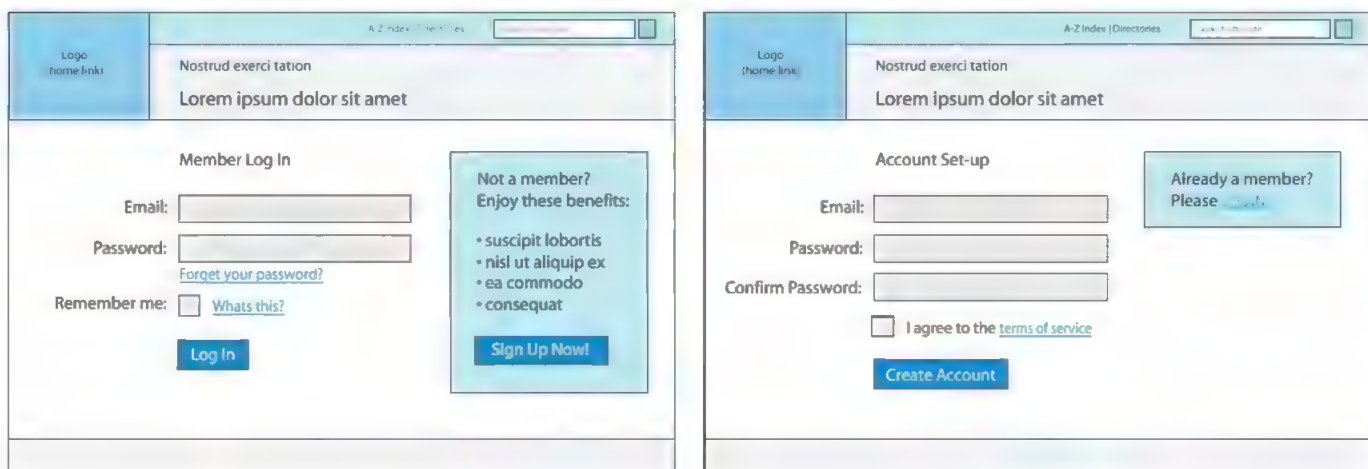 Logo
(home link)
Nostrud exerci tation
Lorem ipsum dolor sit amet
Member Log In
Email:
Password:
Forget your password?
Remember me:
Whats this?
Log In
Not a member?
Enjoy these benefits:
• suscipit lobortis
• nisl ut aliquip ex
• ea commodo
• consequat
Sign Up Now!
Logo
(home link)
A-Z Index | Directories
Nostrud exerci tation
Lorem ipsum dolor sit amet
Account Set-up
Email:
Password:
Confirm Password:
I agree to the terms of service
Create Account
Already a member?
Please